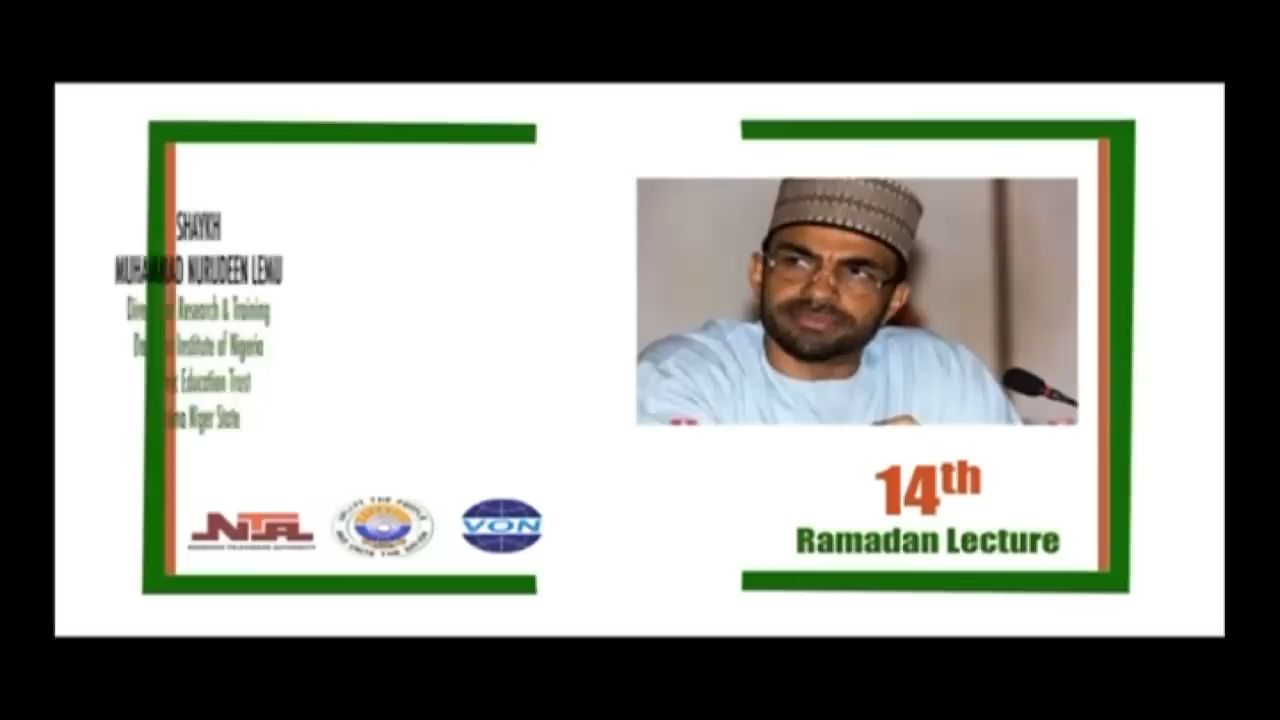 SHAYKH
MUHAMMAD NURUDEEN LEMU
Research & Training
Institute of Nigeria
Education Trust
Niger State
NTA
VON
14th
Ramadan Lecture